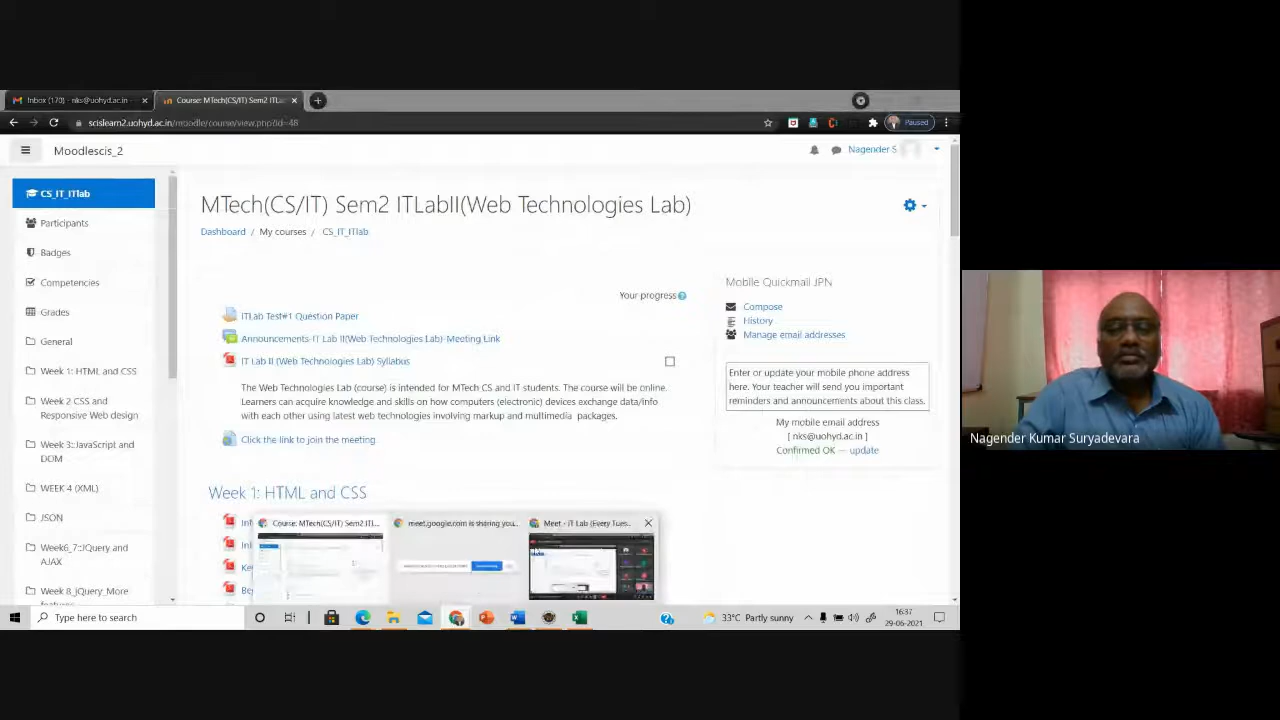 Inbox (170) - nks@uohyd.ac.in
Course: MTech(CS/IT) Sem2 ITL...
scislearn2.uohyd.ac.in/moodle/course/view.php?id=48
Paused
Moodlescis_2
Nagender S
CS_IT_ITlab
Participants
Badges
Competencies
Grades
General
Week 1: HTML and CSS
Week 2 CSS and
Responsive Web design
Week 3::JavaScript and
DOM
WEEK 4 (XML)
JSON
Week6_7::JQuery and
AJAX
Week 8_jQuery_More
MTech(CS/IT) Sem2 ITLabII(Web Technologies Lab)
Dashboard / My courses / CS_IT_ITlab
Your progress
ITLab Test#1 Question Paper
Announcements-IT Lab II(Web Technologies Lab)-Meeting Link
IT Lab II (Web Technologies Lab) Syllabus
The Web Technologies Lab (course) is intended for MTech CS and IT students. The course will be online.
Learners can acquire knowledge and skills on how computers (electronic) devices exchange data/info
with each other using latest web technologies involving markup and multimedia packages.
Click the link to join the meeting.
Week 1: HTML and CSS
Mobile Quickmail JPN
Compose
History
Manage email addresses
Enter or update your mobile phone address
here. Your teacher will send you important
reminders and announcements about this class.
My mobile email address
[ nks@uohyd.ac.in ]
Confirmed OK — update
Course: MTech(CS/IT) Sem2 IT...
meet.google.com is sharing you...
Meet - IT Lab (Every Tues...
Type here to search
33°C Partly sunny
16:37
29-06-2021
Nagender Kumar Suryadevara